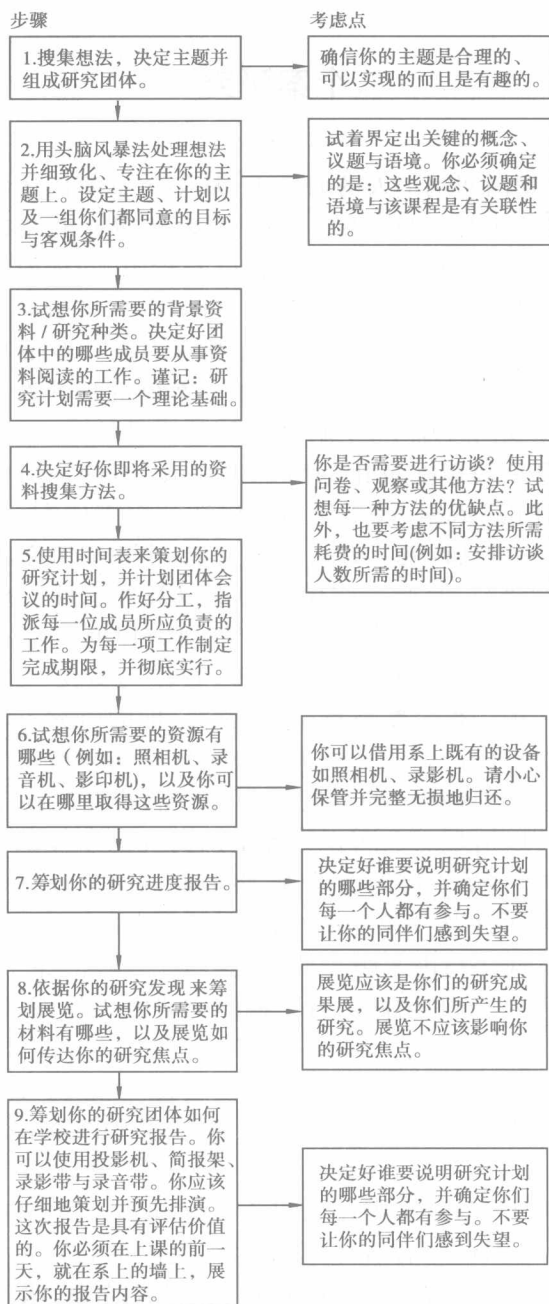 步骤
考虑点
1.搜集想法，决定主题并
组成研究团体。
确信你的主题是合理的、
可以实现的而且是有趣的。
2.用头脑风暴法处理想法
并细致化、专注在你的主
题上。设定主题、计划以
及一组你们都同意的目标
与客观条件。
试着界定出关键的概念、
议题与语境。你必须确定
的是：这些观念、议题和
语境与该课程是有关联性
的。
3.试想你所需要的背景资
料/研究种类。决定好团
体中的哪些成员要从事资
料阅读的工作。谨记：研
究计划需要一个理论基础。
4.决定好你即将采用的资
料搜集方法。
你是否需要进行访谈？使用
问卷、观察或其他方法？试
想每一种方法的优缺点。此
外，也要考虑不同方法所需
耗费的时间(例如：安排访谈
人数所需的时间)。
5.使用时间表来策划你的
研究计划，并计划团体会
议的时间。作好分工，指
派每一位成员所应负责的
工作。为每一项工作制定
完成期限，并彻底实行。
6.试想你所需要的资源有
哪些（例如：照相机、录
音机、影印机)，以及你可
以在哪里取得这些资源。
你可以借用系上既有的设备
如照相机、录影机。请小心
保管并完整无损地归还。
7.筹划你的研究进度报告。
决定好谁要说明研究计划
的哪些部分，并确定你们
每一个人都有参与。不要
让你的同伴们感到失望。
8.依据你的研究发现来筹
划展览。试想你所需要的
材料有哪些，以及展览如
何传达你的研究焦点。
展览应该是你们的研究成
果展，以及你们所产生的
研究。展览不应该影响你
的研究焦点。
9.筹划你的研究团体如何
在学校进行研究报告。你
可以使用投影机、简报架、
录影带与录音带。你应该
仔细地策划并预先排演。
这次报告是具有评估价值
的。你必须在上课的前一
天，就在系上的墙上，展
示你的报告内容。
决定好谁要说明研究计划
的哪些部分，并确定你们
每一个人都有参与。不要
让你的同伴们感到失望。